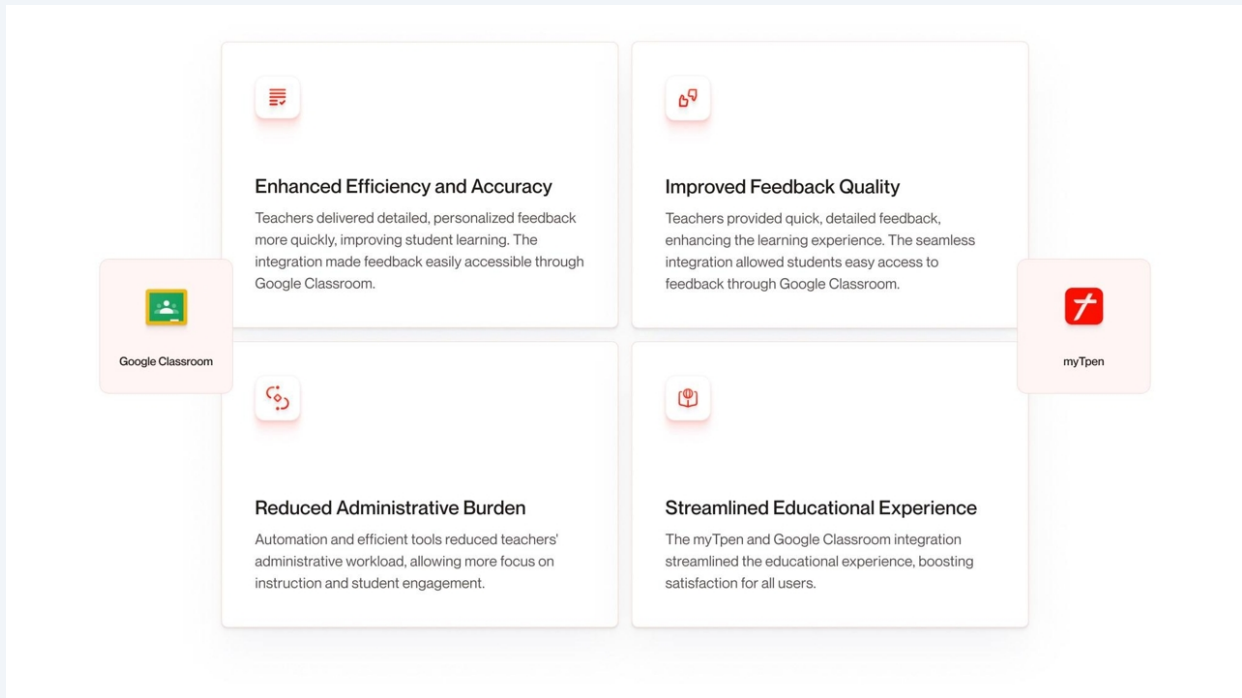 Enhanced Efficiency and Accuracy
Teachers delivered detailed, personalized feedback
more quickly, improving student learning. The
integration made feedback easily accessible through
Google Classroom.
Improved Feedback Quality
Teachers provided quick, detailed feedback,
enhancing the learning experience. The seamless
integration allowed students easy access to
feedback through Google Classroom.
Google Classroom
myTpen
Reduced Administrative Burden
Automation and efficient tools reduced teachers'
administrative workload, allowing more focus on
instruction and student engagement.
Streamlined Educational Experience
The myTpen and Google Classroom integration
streamlined the educational experience, boosting
satisfaction for all users.